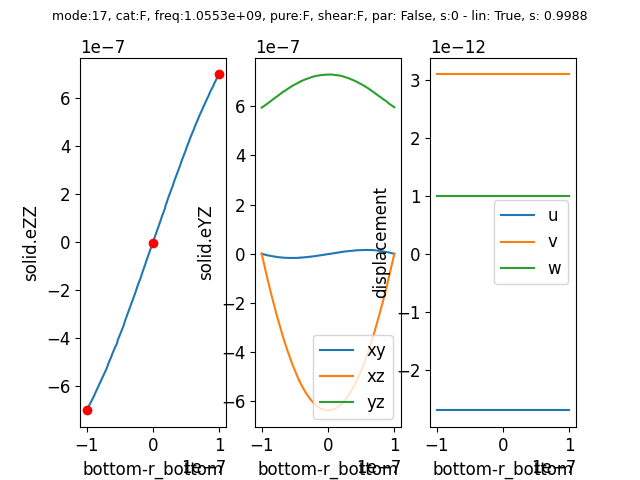 mode:17, cat:F, freq:1.0553e+09, pure:F, shear:F, par: False, s:0 - lin: True, s: 0.9988
1e−7
6
4
2
0
−2
−4
−6
solid.eZZ
−1 0 1
1e−7
bottom-r_bottom
1e−7
6
4
2
0
−2
−4
−6
solid.eYZ
xy
xz
yz
−1 0 1
1e−7
bottom-r_bottom
1e−12
3
2
1
0
−1
−2
displacement
u
v
w
−1 0 1
1e−7
bottom-r_bottom